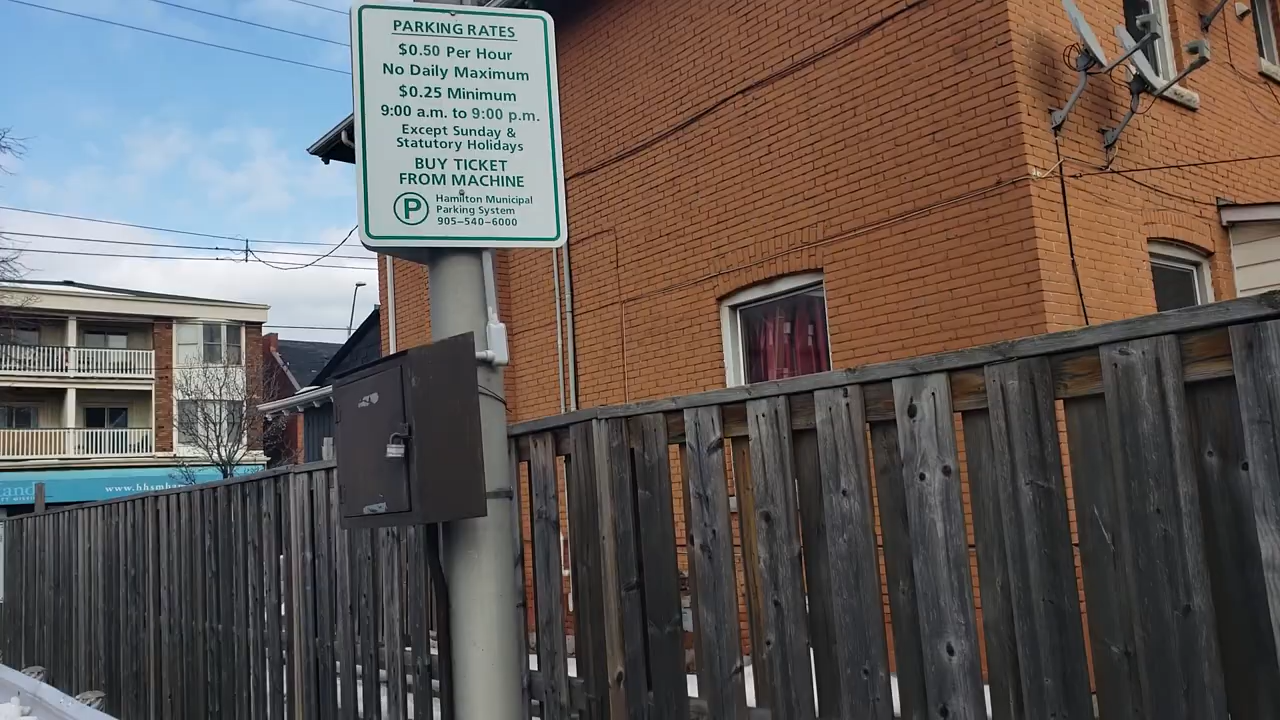 PARKING RATES
$0.50 Per Hour
No Daily Maximum
$0.25 Minimum
9:00 a.m. to 9:00 p.m.
Except Sunday &
Statutory Holidays
BUY TICKET
FROM MACHINE
P
Hamilton Municipal
Parking System
905-540-6000